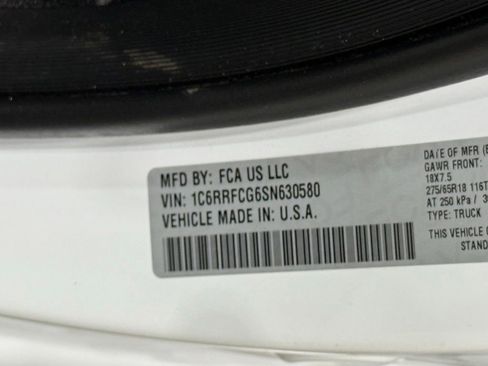 MFD BY: FCA US LLC
VIN: 1C6RRFCG6SN630580
VEHICLE MADE IN: U.S.A.
DATE OF MFR
GAWR FRONT:
18X7.5
275/65R18 116T
AT 250 kPa /
TYPE: TRUCK
THIS VEHICLE
STAND